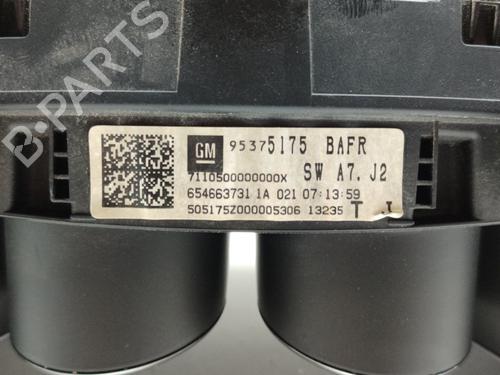 B-PARTS
GM 95375175 BAFR
SW A7. J2
7110500000000X
654663731 1A 021 07:13:59
505175Z000005306 13235 T